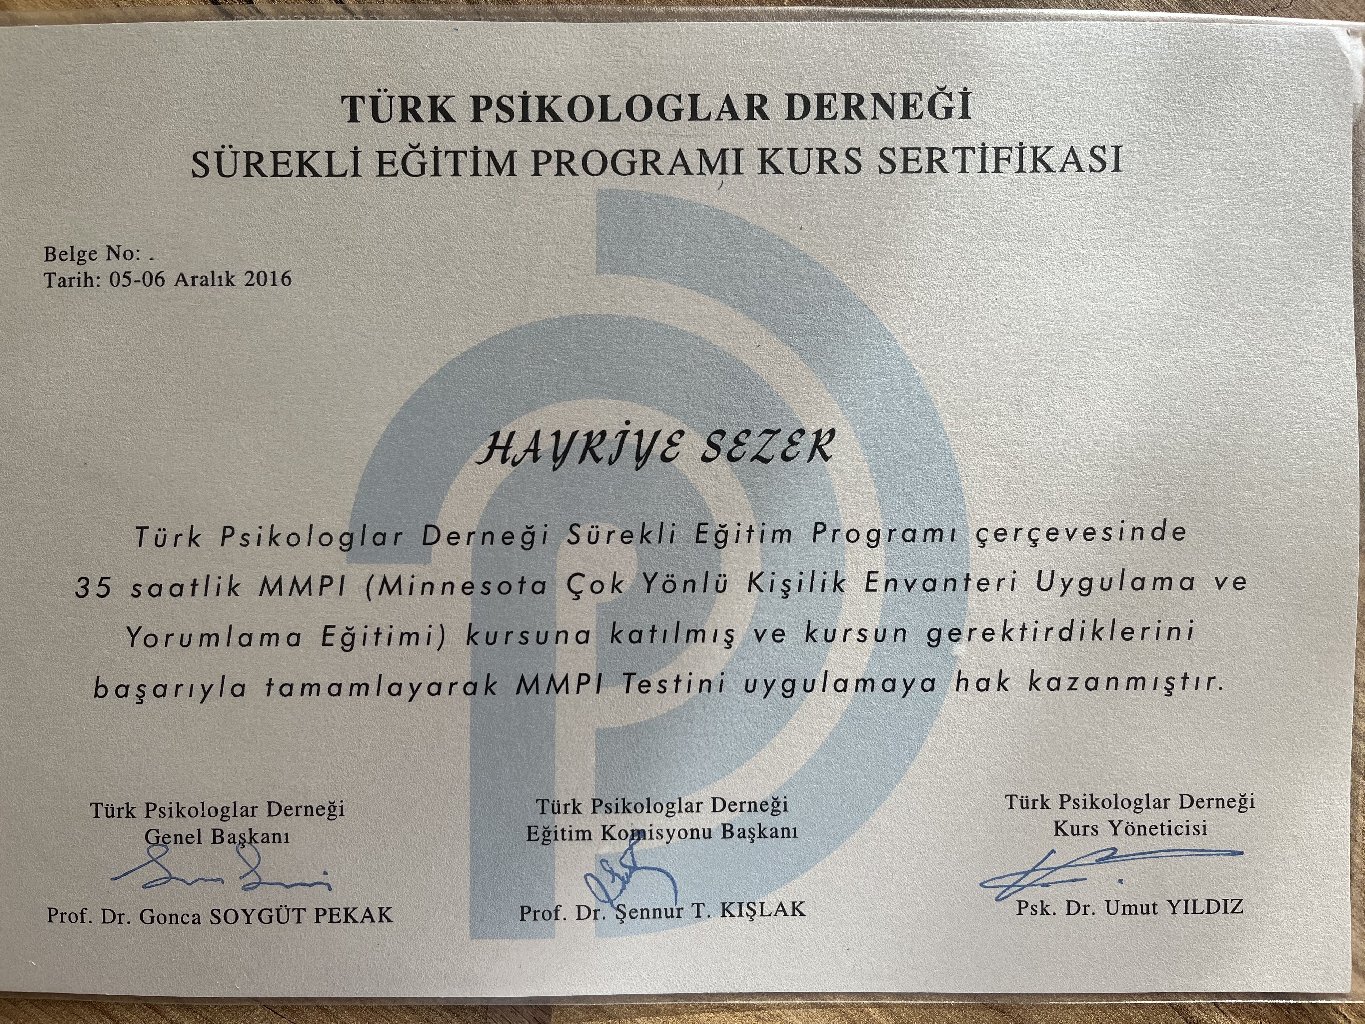 TÜRK PSİKOLOGLAR DERNEĞİ
SÜREKLİ EĞİTİM PROGRAMI KURS SERTİFİKASI
Belge No: .
Tarih: 05-06 Aralık 2016
HAYRİYE SEZER
Türk Psikologlar Derneği Sürekli Eğitim Programı çerçevesinde
35 saatlik MMPI (Minnesota Çok Yönlü Kişilik Envanteri Uygulama ve
Yorumlama Eğitimi) kursuna katılmış ve kursun gerektirdiklerini
başarıyla tamamlayarak MMPI Testini uygulamaya hak kazanmıştır.
Türk Psikologlar Derneği
Genel Başkanı
Prof. Dr. Gonca SOYGÜT PEKAK
Türk Psikologlar Derneği
Eğitim Komisyonu Başkanı
Prof. Dr. Şennur T. KIŞLAK
Türk Psikologlar Derneği
Kurs Yöneticisi
Psk. Dr. Umut YILDIZ